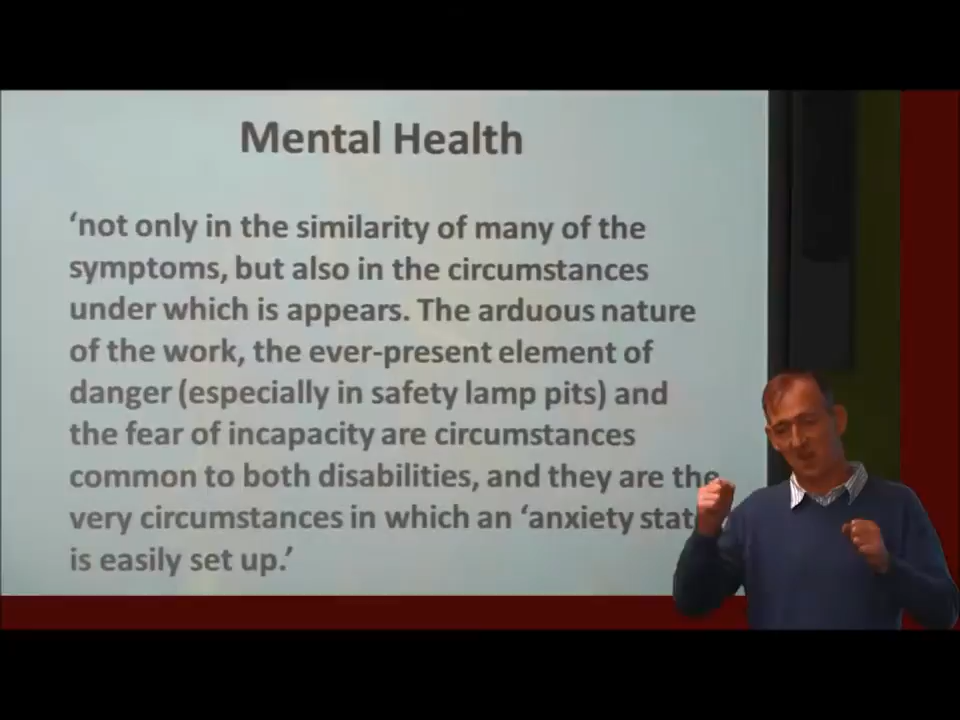 Mental Health
‘not only in the similarity of many of the
symptoms, but also in the circumstances
under which is appears. The arduous nature
of the work, the ever-present element of
danger (especially in safety lamp pits) and
the fear of incapacity are circumstances
common to both disabilities, and they are the
very circumstances in which an ‘anxiety
is easily set up.’